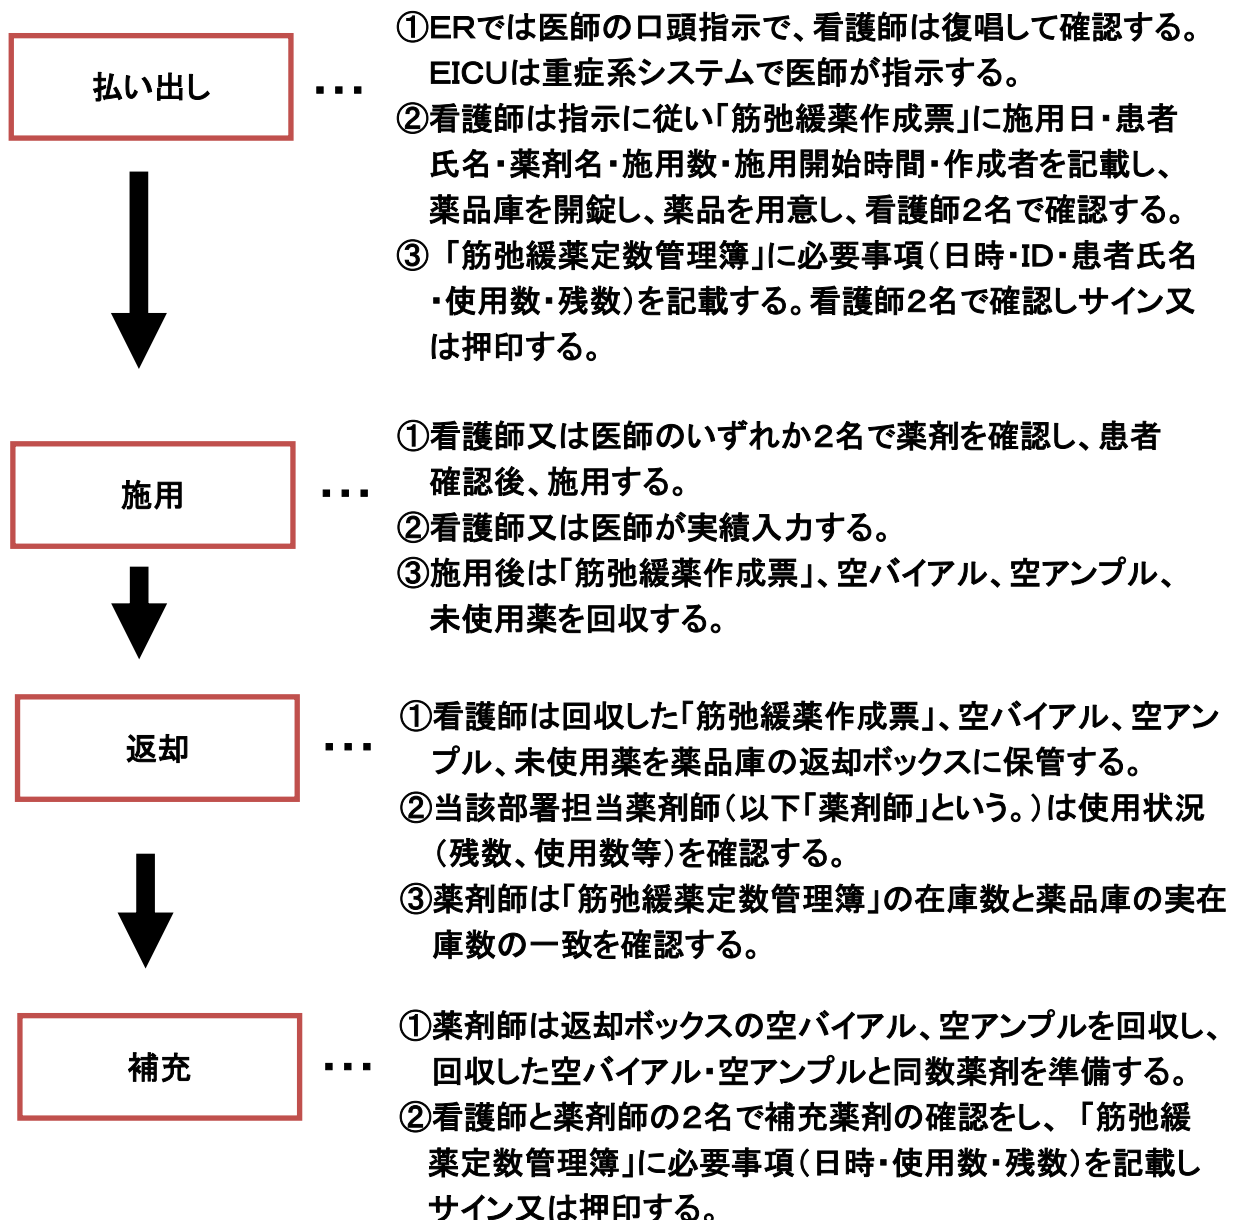 払い出し
･･･
①ERでは医師の口頭指示で、看護師は復唱して確認する。
EICUは重症系システムで医師が指示する。
②看護師は指示に従い「筋弛緩薬作成票」に施用日・患者
氏名・薬剤名・施用数・施用開始時間・作成者を記載し、
薬品庫を開錠し、薬品を用意し、看護師２名で確認する。
③「筋弛緩薬定数管理簿」に必要事項（日時・ID・患者氏名
・使用数・残数）を記載する。看護師２名で確認しサイン又
は押印する。
施用
･･･
①看護師又は医師のいずれか２名で薬剤を確認し、患者
確認後、施用する。
②看護師又は医師が実績入力する。
③施用後は「筋弛緩薬作成票」、空バイアル、空アンプル、
未使用薬を回収する。
返却
･･･
①看護師は回収した「筋弛緩薬作成票」、空バイアル、空アン
プル、未使用薬を薬品庫の返却ボックスに保管する。
②当該部署担当薬剤師（以下「薬剤師」という。）は使用状況
（残数、使用数等）を確認する。
③薬剤師は「筋弛緩薬定数管理簿」の在庫数と薬品庫の実在
庫数の一致を確認する。
補充
･･･
①薬剤師は返却ボックスの空バイアル、空アンプルを回収し、
回収した空バイアル・空アンプルと同数薬剤を準備する。
②看護師と薬剤師の２名で補充薬剤の確認をし、「筋弛緩
薬定数管理簿」に必要事項（日時・使用数・残数）を記載し
サイン又は押印する。